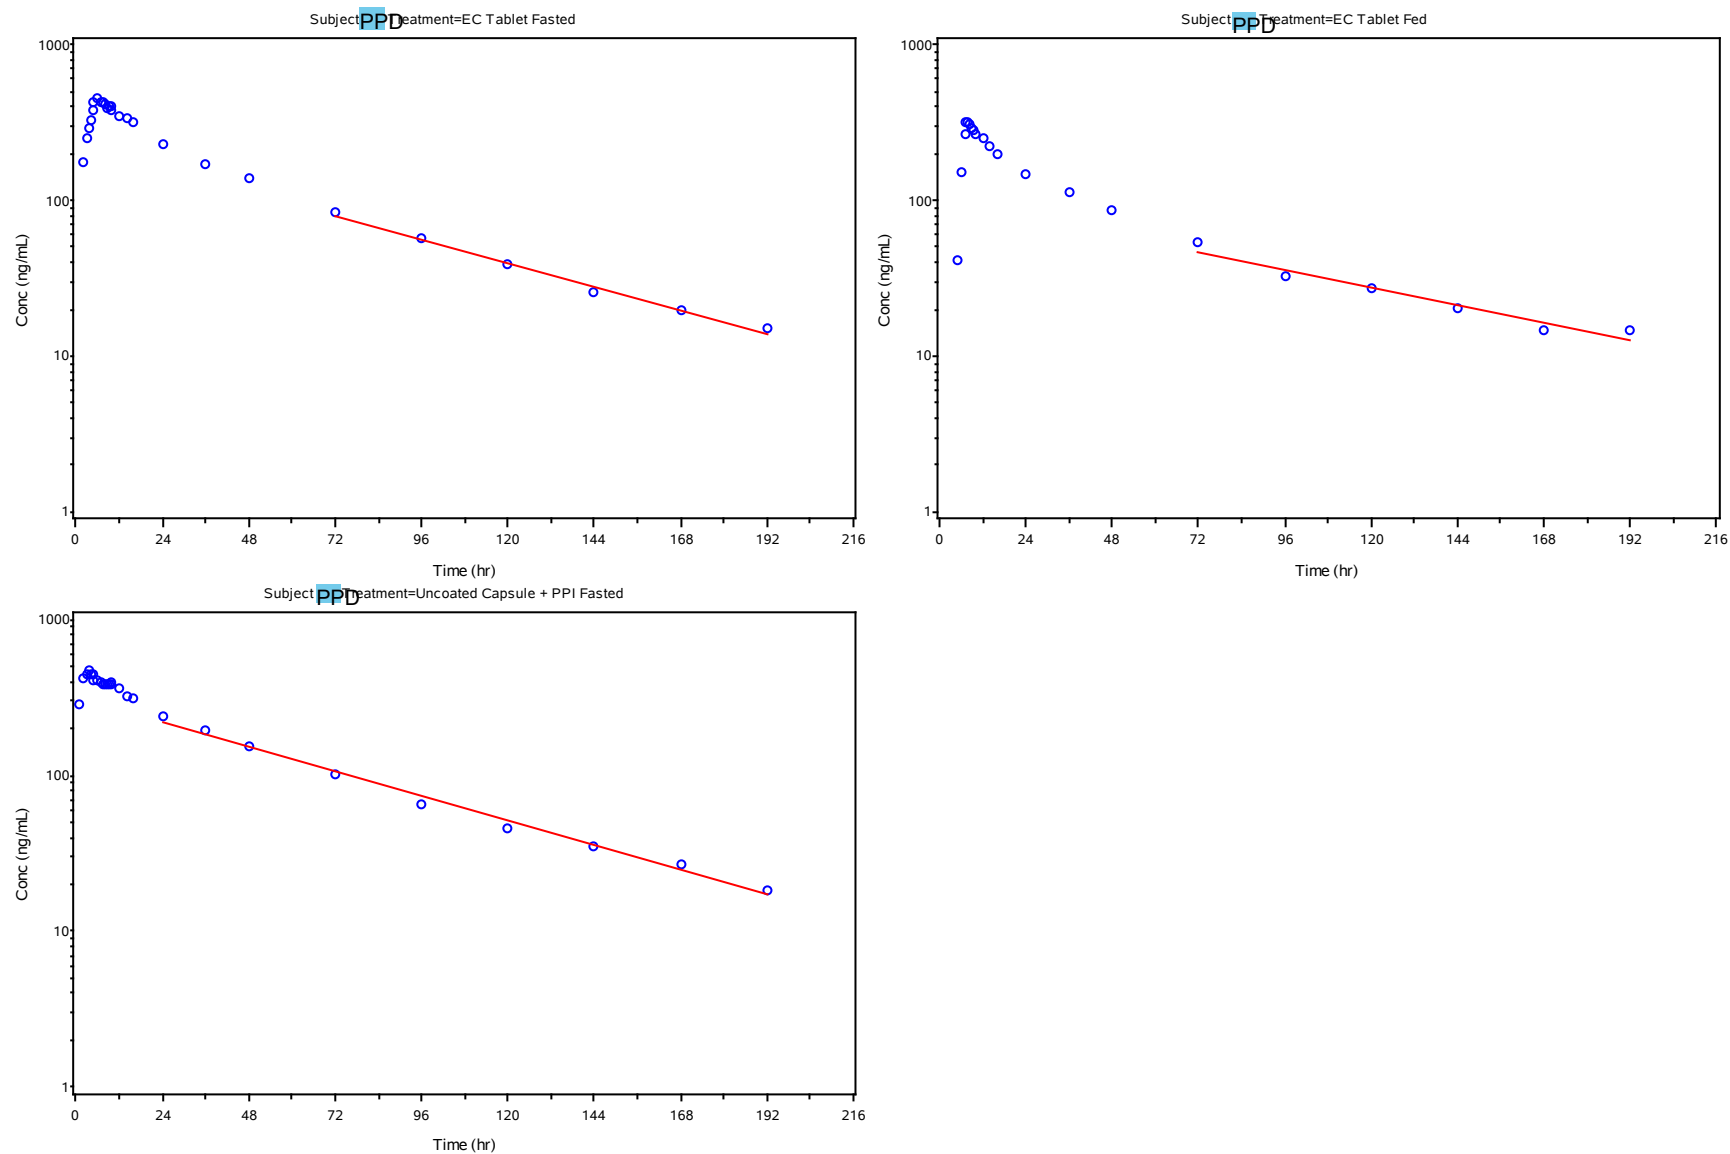 Subject PPD Treatment=EC Tablet Fasted
1000
100
10
1
Conc (ng/mL)
0 24 48 72 96 120 144 168 192 216
Time (hr)
Subject PPD Treatment=EC Tablet Fed
1000
100
10
1
Conc (ng/mL)
0 24 48 72 96 120 144 168 192 216
Time (hr)
Subject PPD Treatment=Uncoated Capsule + PPI Fasted
1000
100
10
1
Conc (ng/mL)
0 24 48 72 96 120 144 168 192 216
Time (hr)